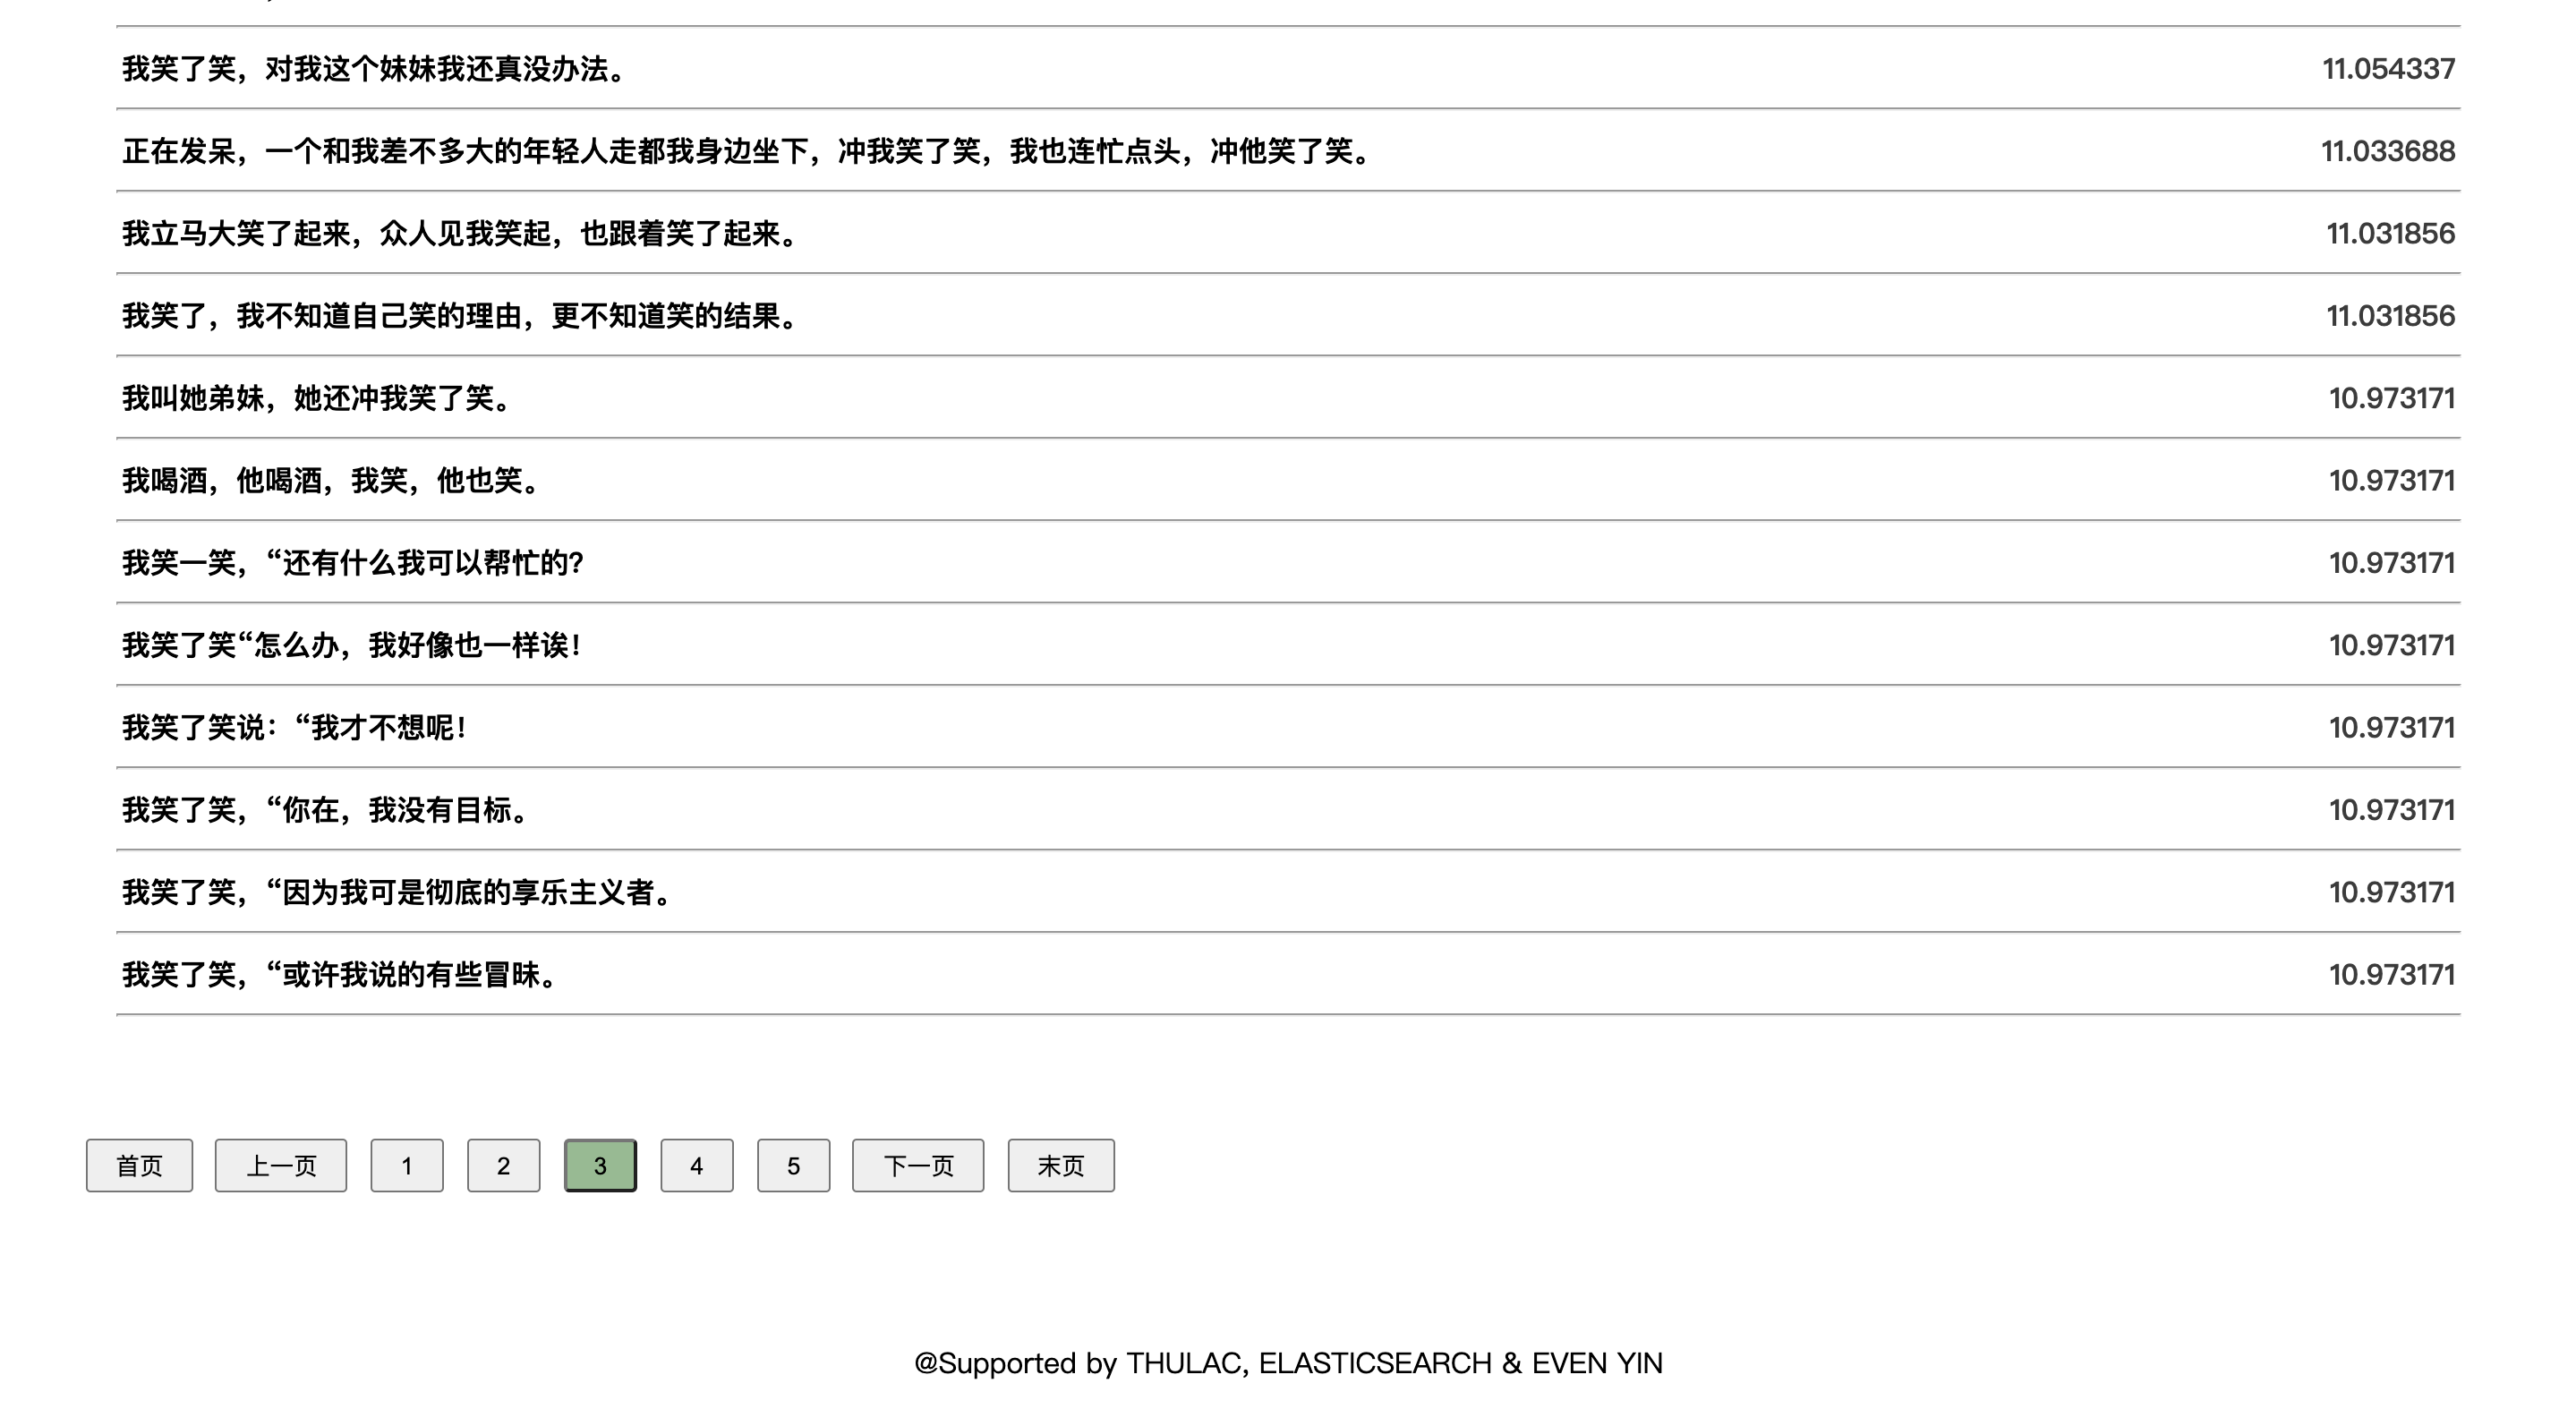 我笑了笑，对我这个妹妹我还真没办法。 11.054337
正在发呆，一个和我差不多大的年轻人走都我身边坐下，冲我笑了笑，我也连忙点头，冲他笑了笑。 11.033688
我立马大笑了起来，众人见我笑起，也跟着笑了起来。 11.031856
我笑了，我不知道自己笑的理由，更不知道笑的结果。 11.031856
我叫她弟妹，她还冲我笑了笑。 10.973171
我喝酒，他喝酒，我笑，他也笑。 10.973171
我笑一笑，“还有什么我可以帮忙的? 10.973171
我笑了笑“怎么办，我好像也一样诶！ 10.973171
我笑了笑说：“我才不想呢！ 10.973171
我笑了笑，“你在，我没有目标。 10.973171
我笑了笑，“因为我可是彻底的享乐主义者。 10.973171
我笑了笑，“或许我说的有些冒昧。 10.973171
首页 上一页 1 2 3 4 5 下一页 末页
@Supported by THULAC, ELASTICSEARCH & EVEN YIN